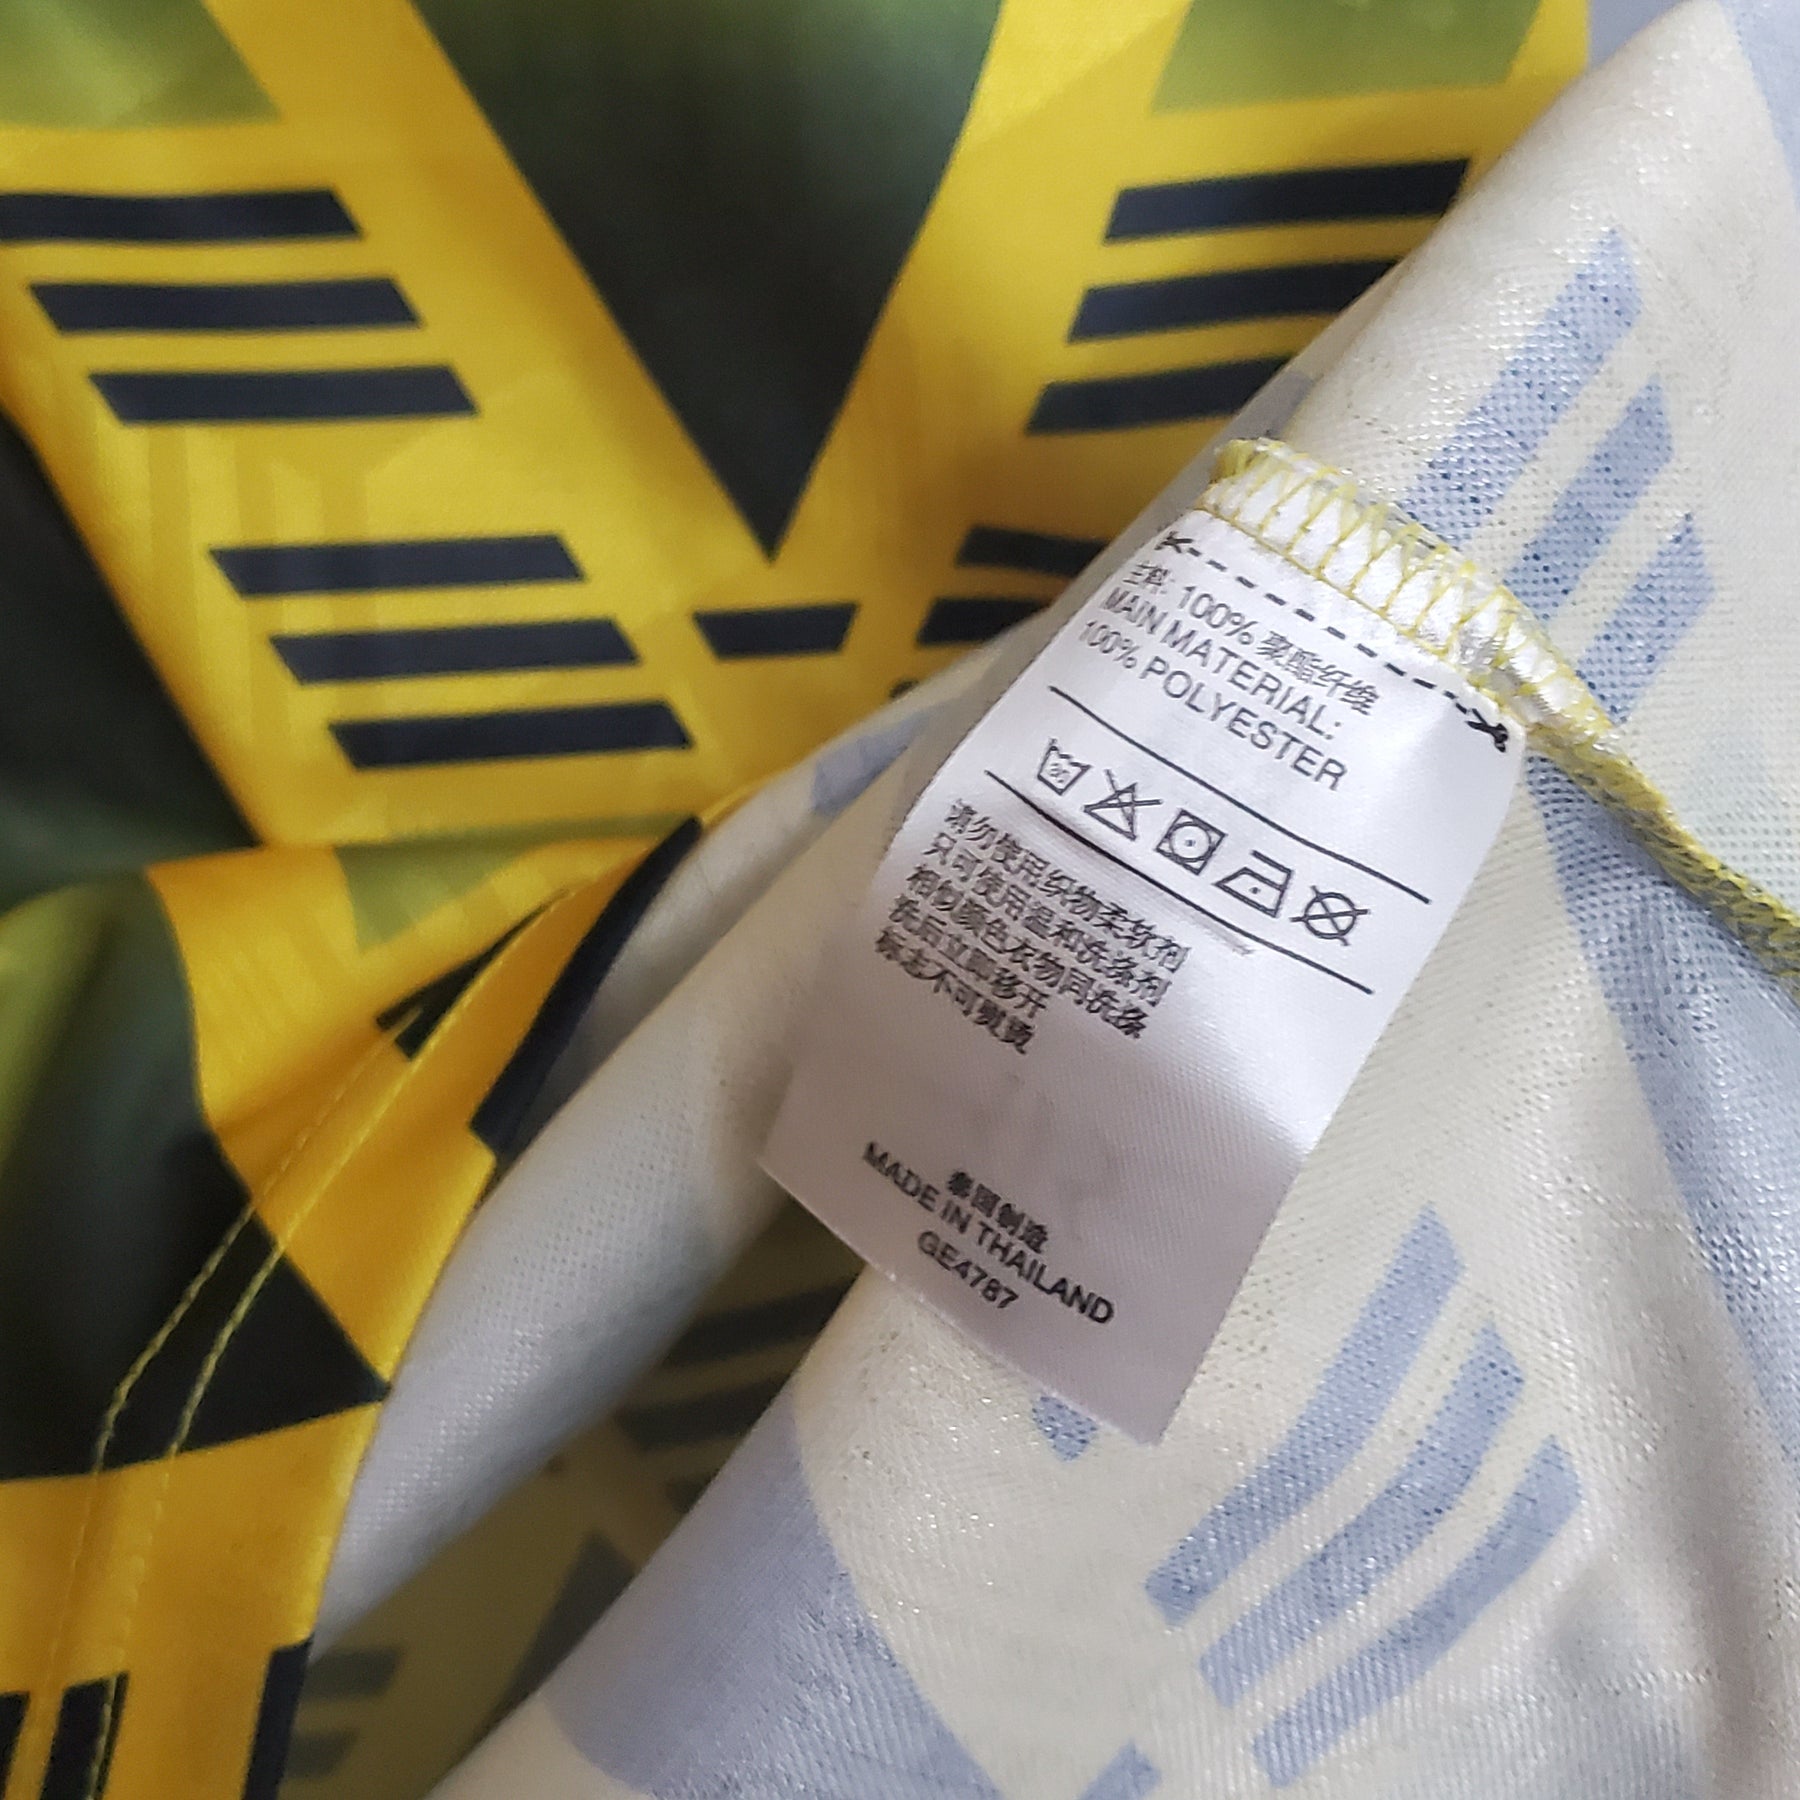 主料: 100% 聚酯纤维
MAIN MATERIAL:
100% POLYESTER
30
请勿使用织物柔软剂
只可使用温和洗涤剂
相似颜色衣物同洗涤
洗后立即移开
标志不可熨烫
泰国制造
MADE IN THAILAND
GE4787